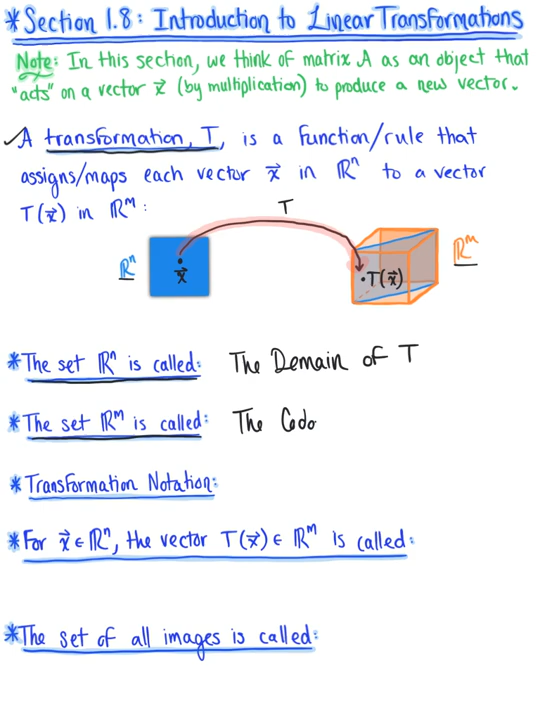 *Section 1.8: Introduction to Linear Transformations
Note: In this section, we think of matrix A as an object that
"acts" on a vector x⃗ (by multiplication) to produce a new vector.
✓A transformation, T, is a function/rule that
assigns/maps each vector x⃗ in ℝⁿ to a vector
T(x⃗) in ℝᵐ:
T
ℝⁿ
x⃗
T(x⃗)
ℝᵐ
*The set ℝⁿ is called: The Domain of T
*The set ℝᵐ is called: The Codo
*Transformation Notation:
*For x⃗ ∈ ℝⁿ, the vector T(x⃗) ∈ ℝᵐ is called:
*The set of all images is called: